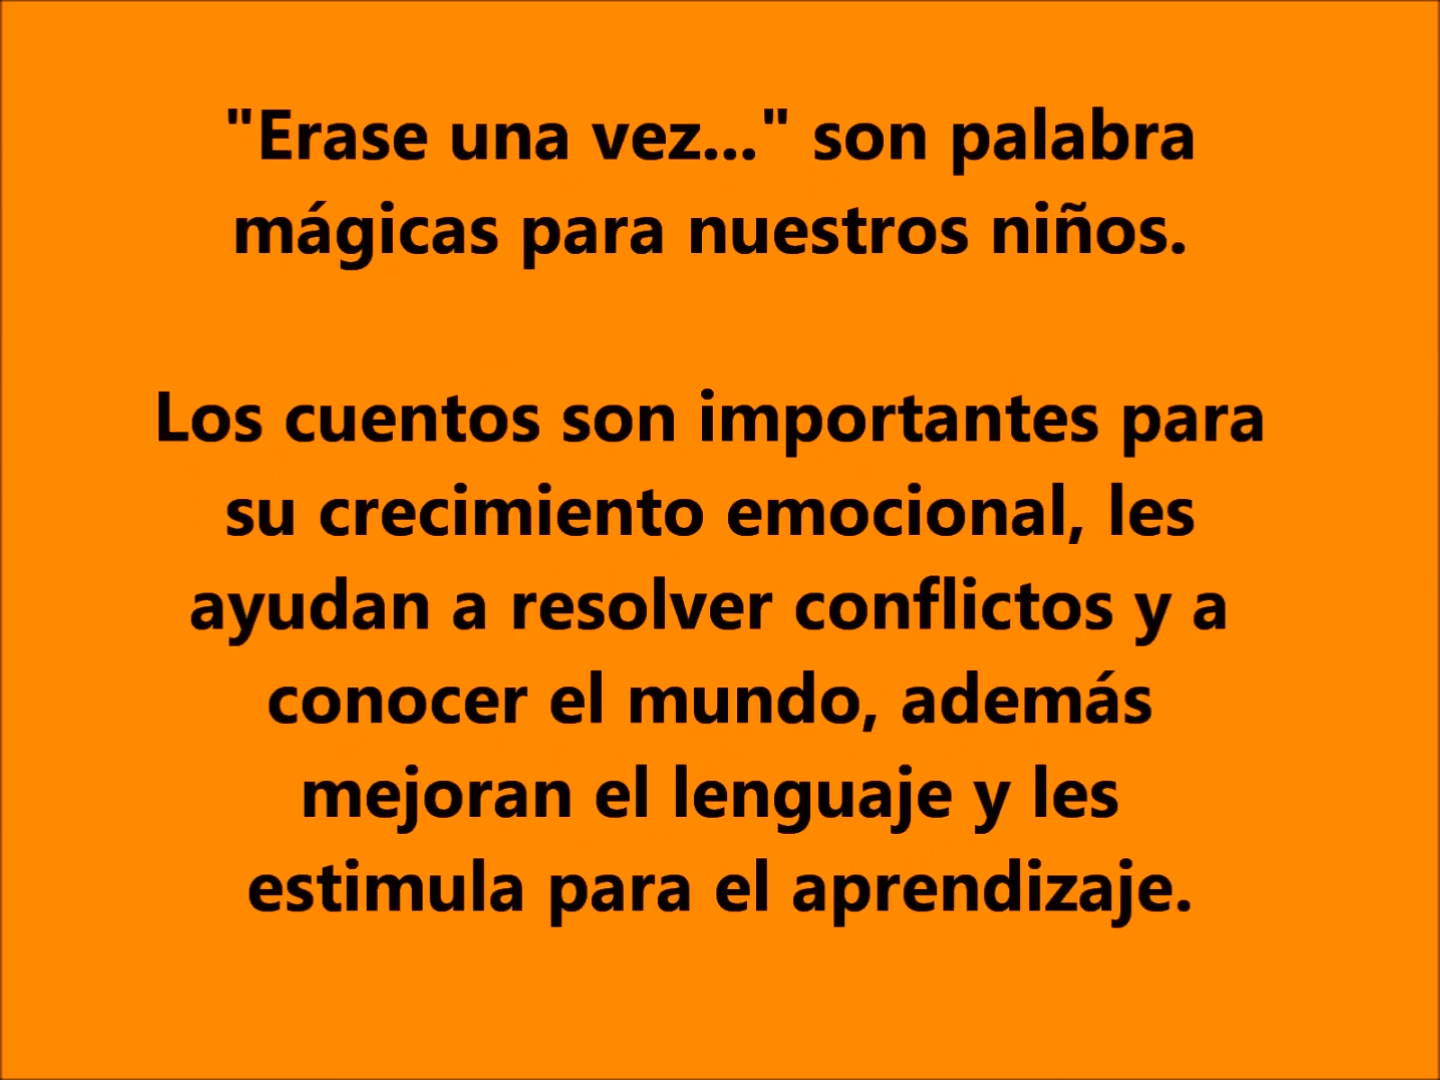 "Erase una vez..." son palabra
mágicas para nuestros niños.
Los cuentos son importantes para
su crecimiento emocional, les
ayudan a resolver conflictos y a
conocer el mundo, además
mejoran el lenguaje y les
estimula para el aprendizaje.